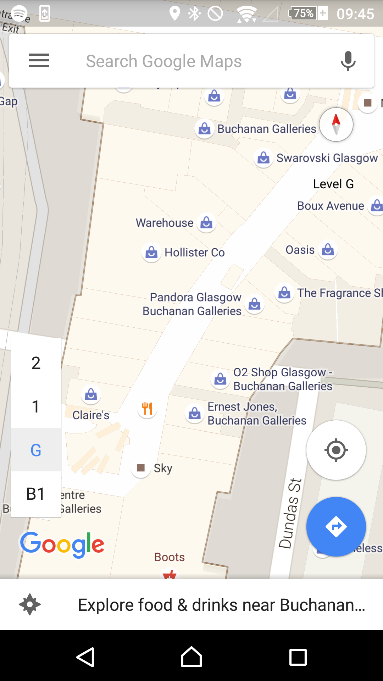 75%
09:45
Exit
Search Google Maps
Gap
Buchanan Galleries
Swarovski Glasgow
Level G
Boux Avenue
Warehouse
Oasis
Hollister Co
Pandora Glasgow
Buchanan Galleries
The Fragrance S
2
O2 Shop Glasgow -
Buchanan Galleries
1
Claire's
Ernest Jones,
Buchanan Galleries
G
Sky
B1
entre
Galleries
Dundas St
Google
eless
Boots
Explore food & drinks near Buchanan...